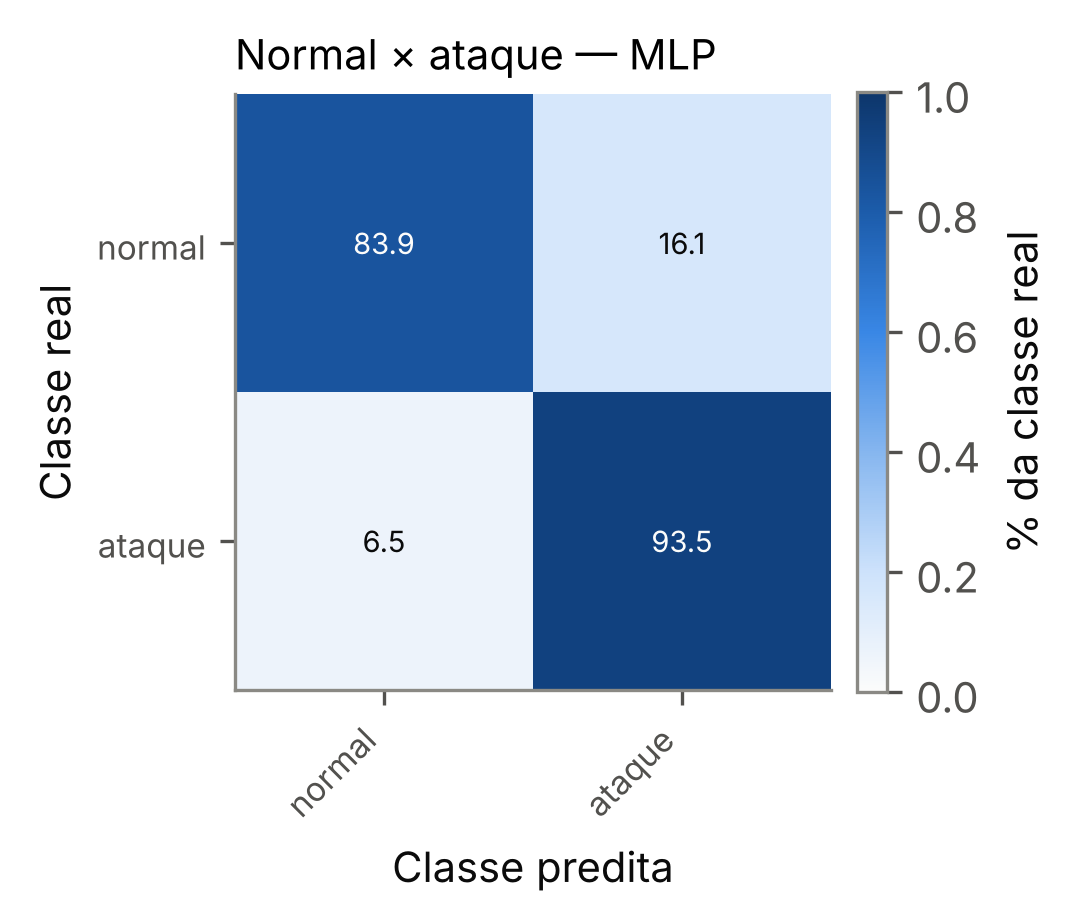 Normal × ataque — MLP
Classe real
normal
83.9
16.1
ataque
6.5
93.5
normal
ataque
Classe predita
1.0
0.8
0.6
0.4
0.2
0.0
% da classe real